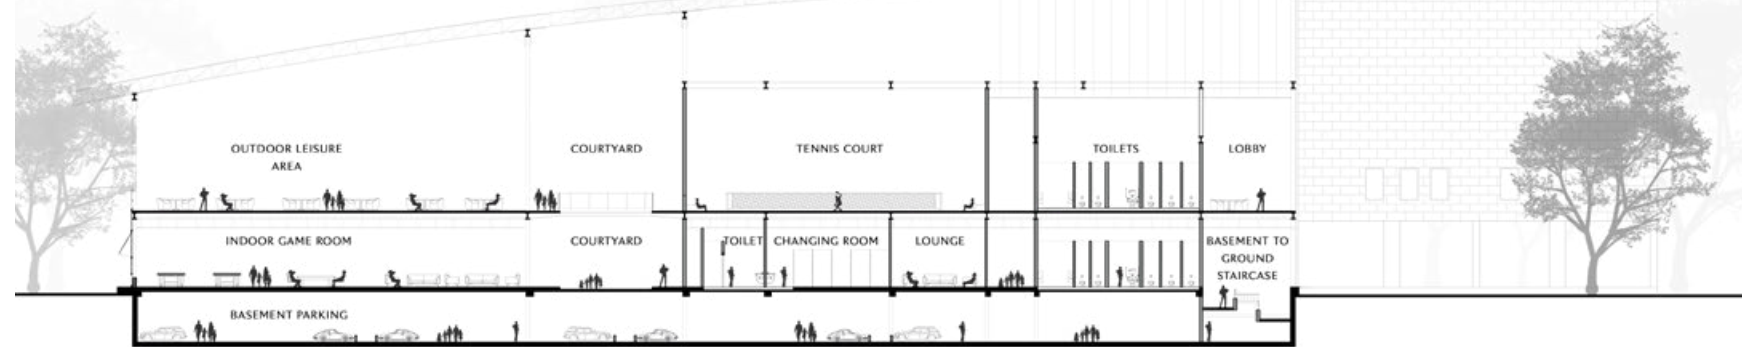 OUTDOOR LEISURE
AREA
COURTYARD
TENNIS COURT
TOILETS
LOBBY
INDOOR GAME ROOM
COURTYARD
TOILET
CHANGING ROOM
LOUNGE
BASEMENT TO
GROUND
STAIRCASE
BASEMENT PARKING